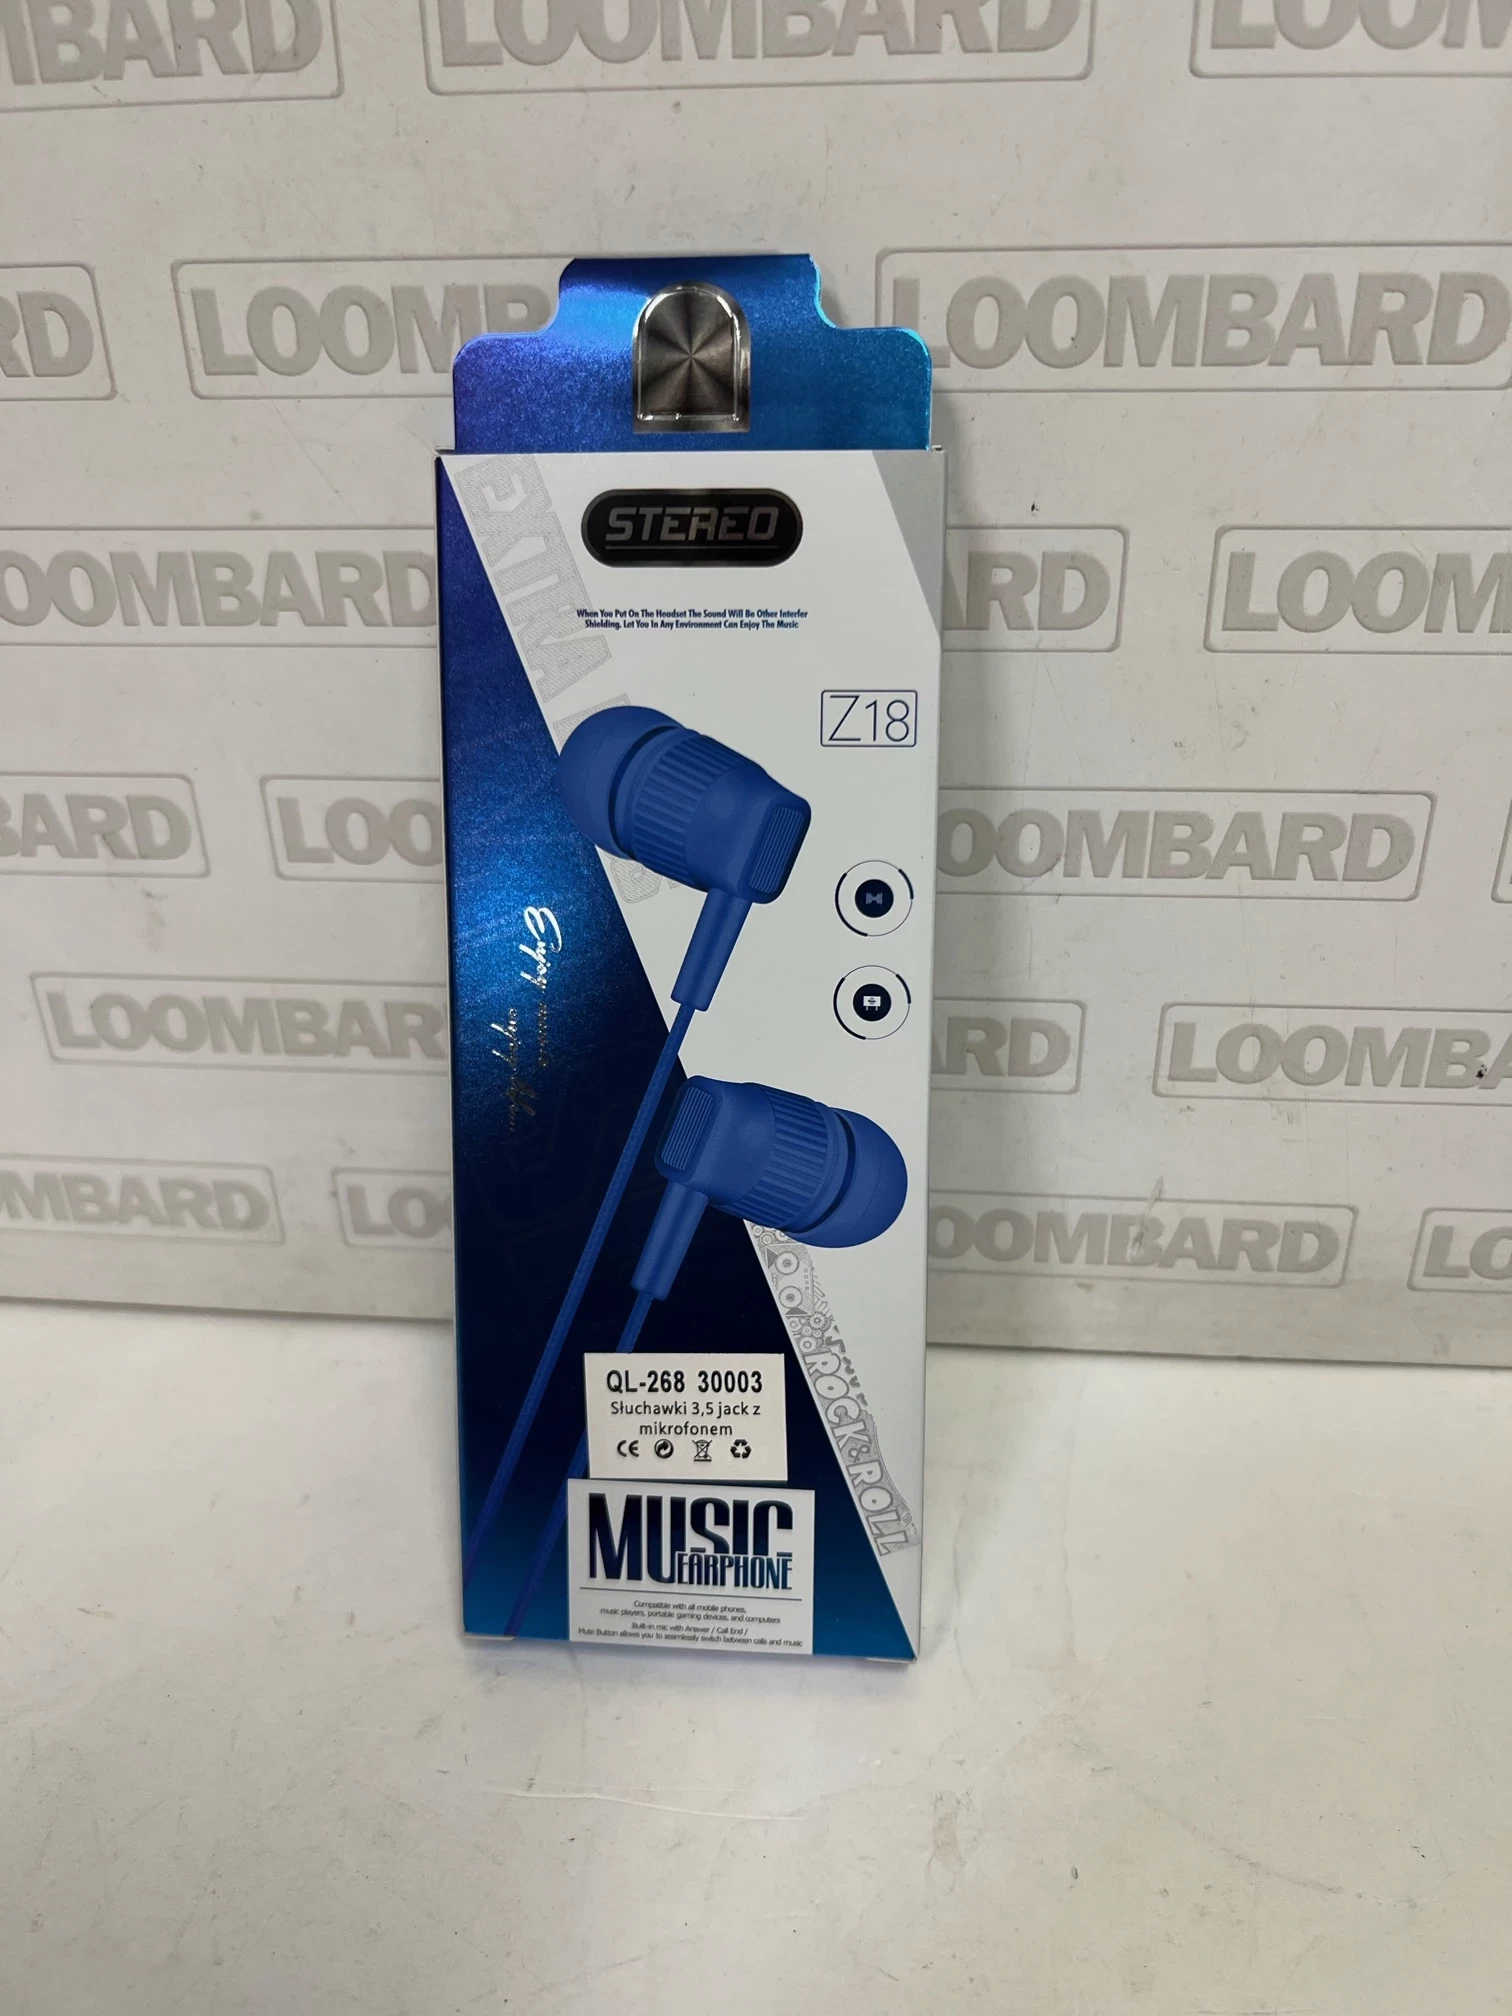 LOOMBARD
LOOMBARD
STEREO
When You Put On The Headset The Sound Will Be Other Interfer
Shielding. Let You In Any Environment Can Enjoy The Music
EXTRA
Z18
Enjoy music
enjoy
QL-268 30003
Słuchawki 3,5 jack z
mikrofonem
CE
ROCK & ROLL
MUSIC
EARPHONE
Compatible with all mobile phones,
music players, portable gaming devices, and computers
Built-in mic with Answer / Call End /
Mute Button allows you to seamlessly switch between calls and music